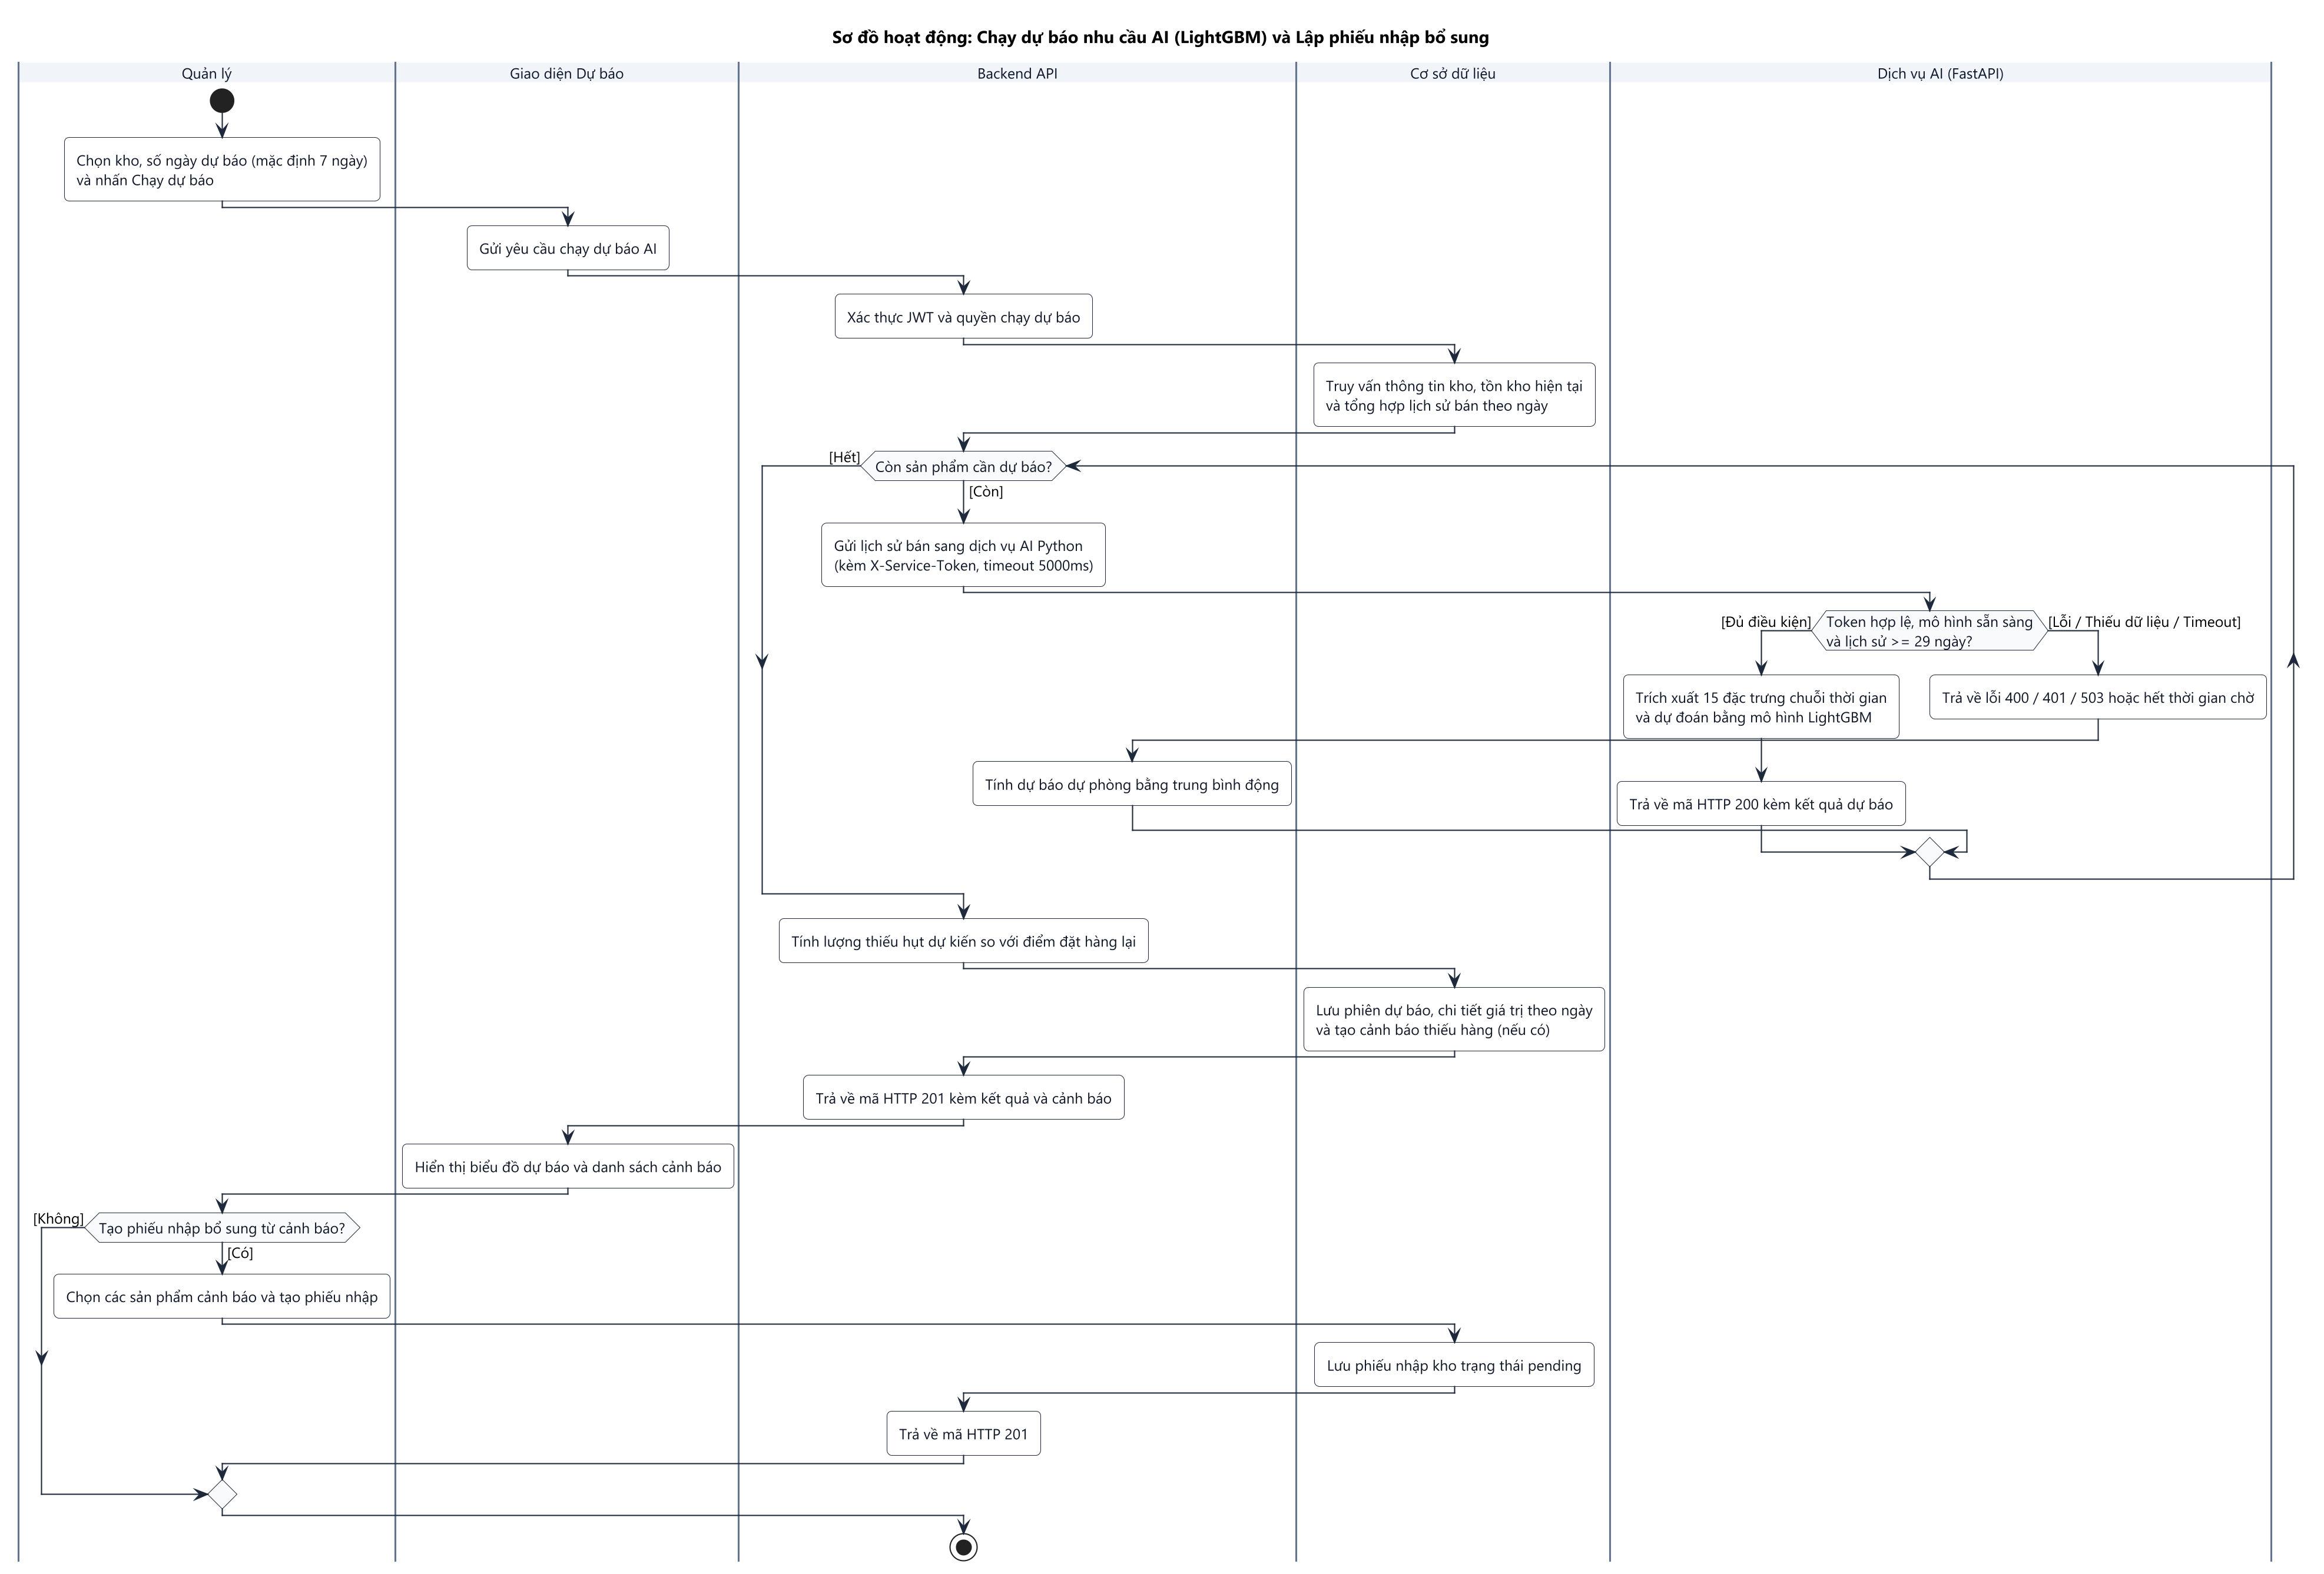 Sơ đồ hoạt động: Chạy dự báo nhu cầu AI (LightGBM) và Lập phiếu nhập bổ sung
Quản lý
Giao diện Dự báo
Backend API
Cơ sở dữ liệu
Dịch vụ AI (FastAPI)
Chọn kho, số ngày dự báo (mặc định 7 ngày)
và nhấn Chạy dự báo
Gửi yêu cầu chạy dự báo AI
Xác thực JWT và quyền chạy dự báo
Truy vấn thông tin kho, tồn kho hiện tại
và tổng hợp lịch sử bán theo ngày
[Hết]
Còn sản phẩm cần dự báo?
[Còn]
Gửi lịch sử bán sang dịch vụ AI Python
(kèm X-Service-Token, timeout 5000ms)
[Đủ điều kiện]
Token hợp lệ, mô hình sẵn sàng
và lịch sử >= 29 ngày?
[Lỗi / Thiếu dữ liệu / Timeout]
Trích xuất 15 đặc trưng chuỗi thời gian
và dự đoán bằng mô hình LightGBM
Trả về lỗi 400 / 401 / 503 hoặc hết thời gian chờ
Tính dự báo dự phòng bằng trung bình động
Trả về mã HTTP 200 kèm kết quả dự báo
Tính lượng thiếu hụt dự kiến so với điểm đặt hàng lại
Lưu phiên dự báo, chi tiết giá trị theo ngày
và tạo cảnh báo thiếu hàng (nếu có)
Trả về mã HTTP 201 kèm kết quả và cảnh báo
Hiển thị biểu đồ dự báo và danh sách cảnh báo
[Không]
Tạo phiếu nhập bổ sung từ cảnh báo?
[Có]
Chọn các sản phẩm cảnh báo và tạo phiếu nhập
Lưu phiếu nhập kho trạng thái pending
Trả về mã HTTP 201